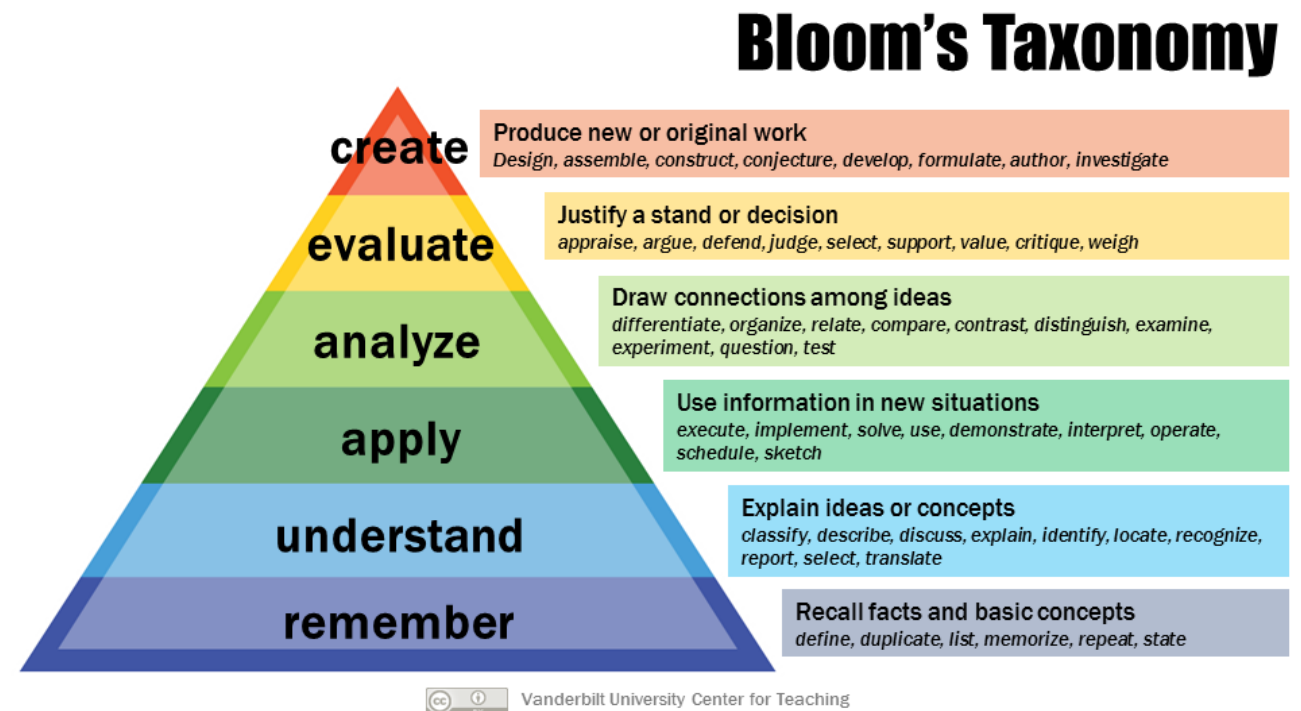 Bloom's Taxonomy
create
Produce new or original work
Design, assemble, construct, conjecture, develop, formulate, author, investigate
evaluate
Justify a stand or decision
appraise, argue, defend, judge, select, support, value, critique, weigh
analyze
Draw connections among ideas
differentiate, organize, relate, compare, contrast, distinguish, examine,
experiment, question, test
apply
Use information in new situations
execute, implement, solve, use, demonstrate, interpret, operate,
schedule, sketch
understand
Explain ideas or concepts
classify, describe, discuss, explain, identify, locate, recognize,
report, select, translate
remember
Recall facts and basic concepts
define, duplicate, list, memorize, repeat, state
cc
Vanderbilt University Center for Teaching